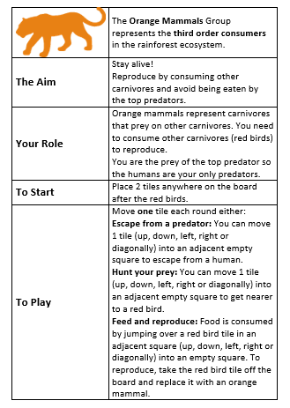 The Orange Mammals Group
represents the third order consumers
in the rainforest ecosystem.
The Aim
Stay alive!
Reproduce by consuming other
carnivores and avoid being eaten by
the top predators.
Your Role
Orange mammals represent carnivores
that prey on other carnivores. You need
to consume other carnivores (red birds)
to reproduce.
You are the prey of the top predator so
the humans are your only predators.
To Start
Place 2 tiles anywhere on the board
after the red birds.
To Play
Move one tile each round either:
Escape from a predator: You can move
1 tile (up, down, left, right or
diagonally) into an adjacent empty
square to escape from a human.
Hunt your prey: You can move 1 tile
(up, down, left, right or diagonally) into
an adjacent empty square to get nearer
to a red bird.
Feed and reproduce: Food is consumed
by jumping over a red bird tile in an
adjacent square (up, down, left, right or
diagonally) into an empty square. To
reproduce, take the red bird tile off the
board and replace it with an orange
mammal.